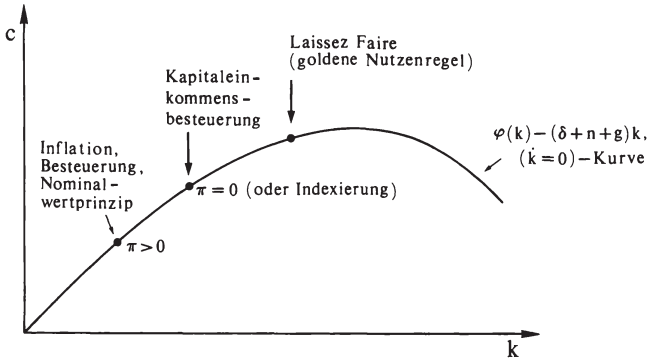 c
Laissez Faire
(goldene Nutzenregel)
Kapitalein-
kommens-
besteuerung
φ(k)-(δ+n+g)k,
(k̇=0)-Kurve
Inflation,
Besteuerung,
Nominal-
wertprinzip
π=0 (oder Indexierung)
π>0
k